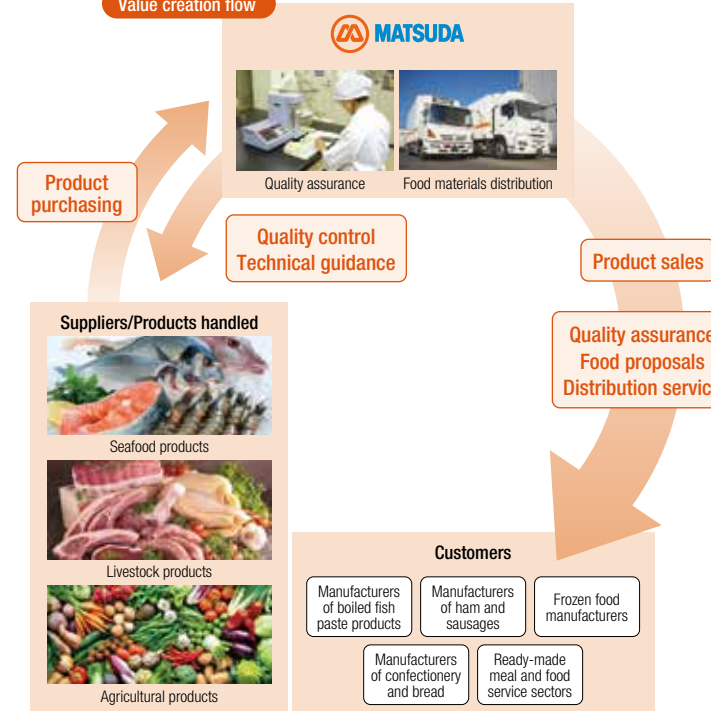 Value creation flow
MATSUDA
Quality assurance
Food materials distribution
Product
purchasing
Quality control
Technical guidance
Product sales
Quality assurance
Food proposals
Distribution servic
Suppliers/Products handled
Seafood products
Livestock products
Agricultural products
Customers
Manufacturers
of boiled fish
paste products
Manufacturers
of ham and
sausages
Frozen food
manufacturers
Manufacturers
of confectionery
and bread
Ready-made
meal and food
service sectors